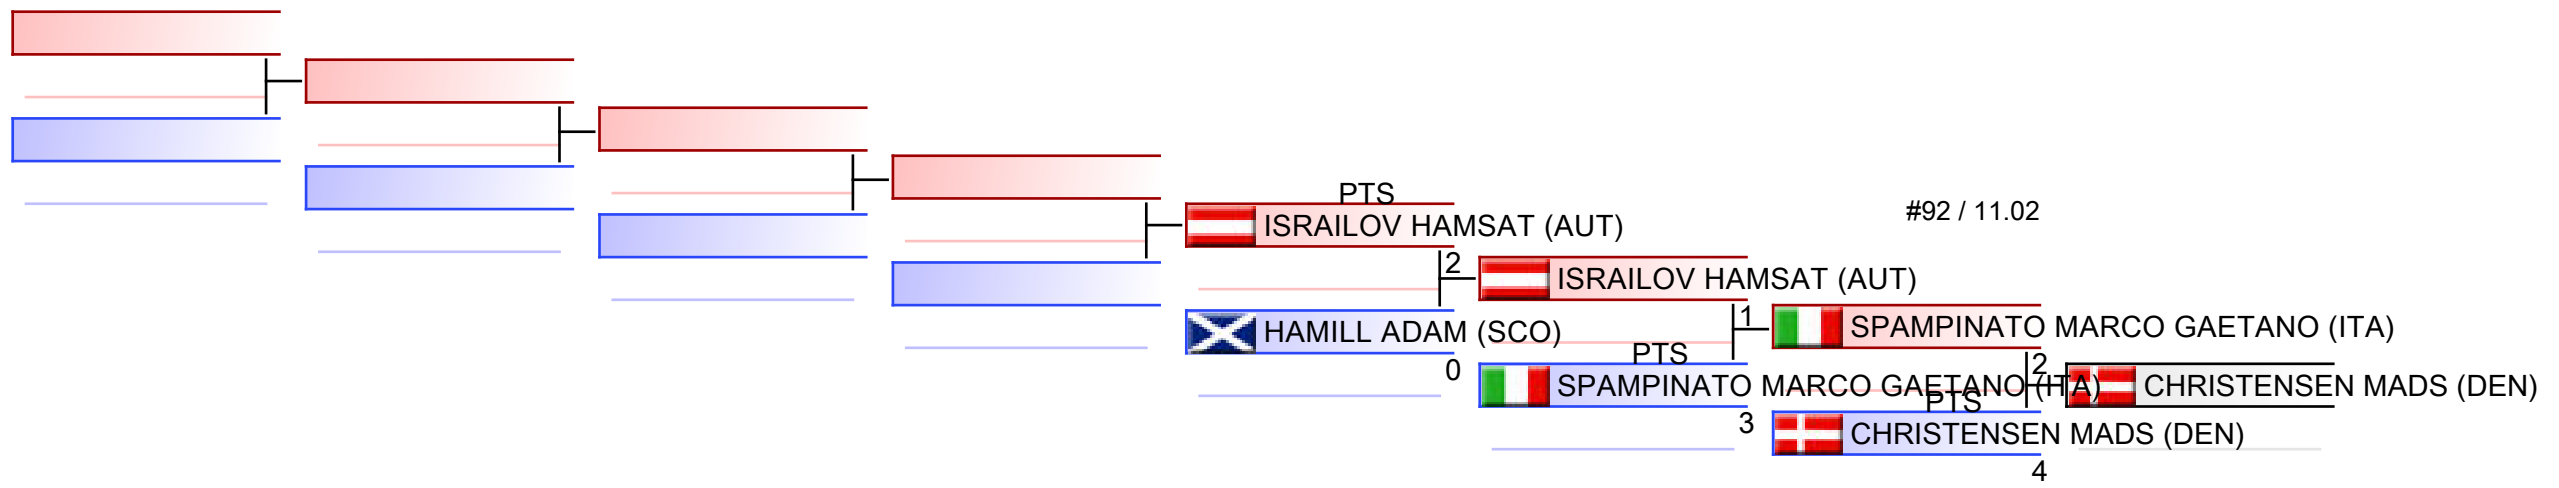 PTS
ISRAILOV HAMSAT (AUT)
#92 / 11.02
2
ISRAILOV HAMSAT (AUT)
HAMILL ADAM (SCO)
0
1
SPAMPINATO MARCO GAETANO (ITA)
PTS
SPAMPINATO MARCO GAETANO (ITA)
3
2
CHRISTENSEN MADS (DEN)
PTS
CHRISTENSEN MADS (DEN)
4